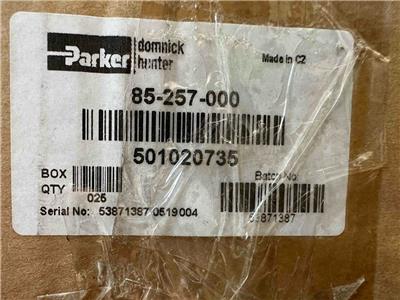 Parker
domnick
hunter
Made in CZ
85-257-000
501020735
BOX
QTY
025
Batch No:
Serial No: 53871387/0519004
53871387